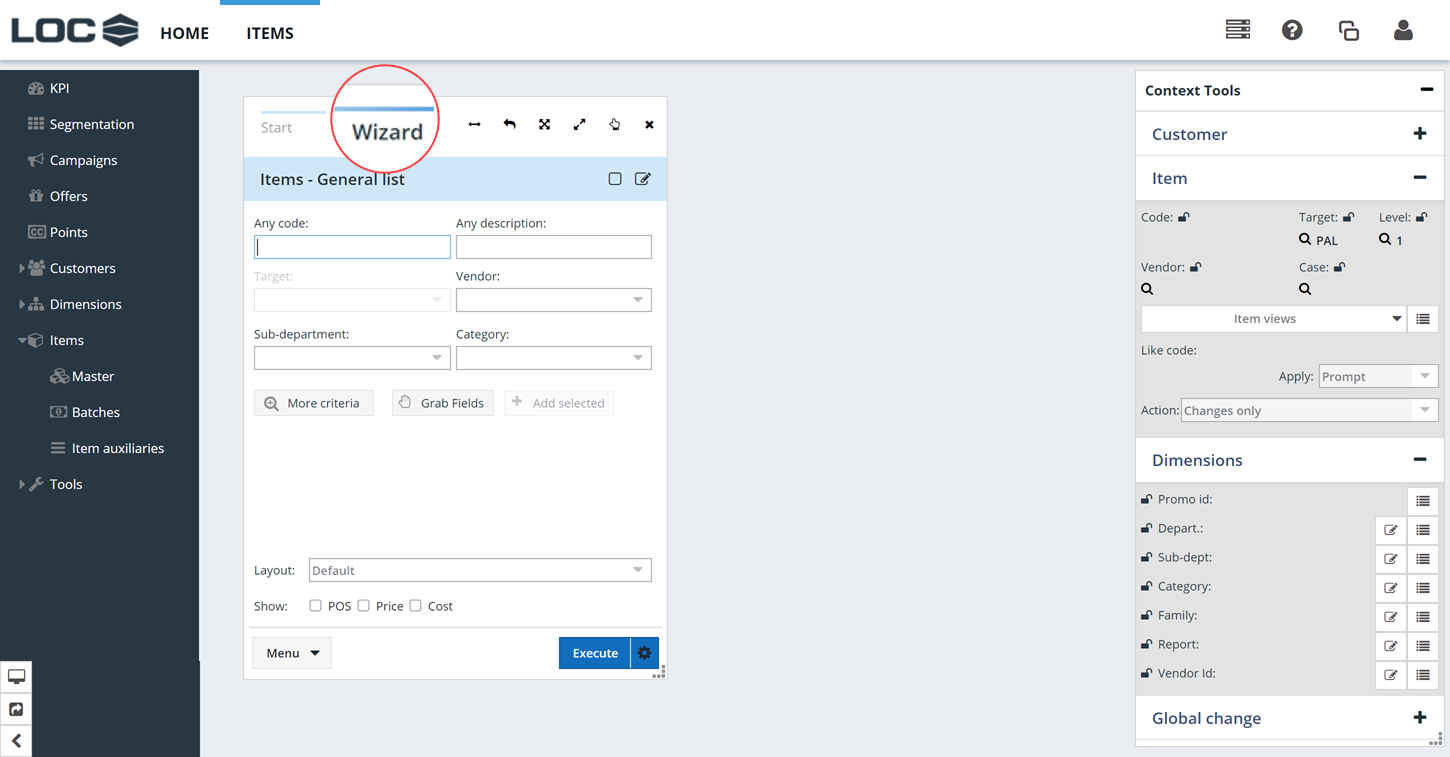 LOC HOME ITEMS
KPI
Segmentation
Campaigns
Offers
CC Points
Customers
Dimensions
Items
Master
Batches
Item auxiliaries
Tools
Start Wizard
Items - General list
Any code: Any description:
Target: Vendor:
Sub-department: Category:
More criteria Grab Fields Add selected
Layout: Default
Show: POS Price Cost
Menu Execute
Context Tools
Customer
Item
Code: Target: Level:
PAL 1
Vendor: Case:
Item views
Like code:
Apply: Prompt
Action: Changes only
Dimensions
Promo id:
Depart.:
Sub-dept:
Category:
Family:
Report:
Vendor Id:
Global change